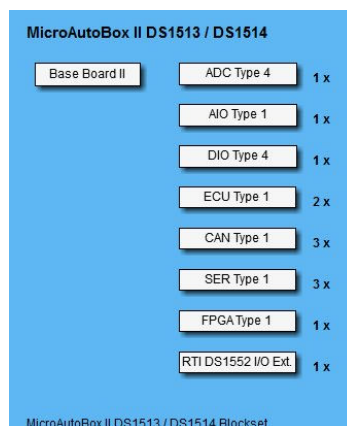 MicroAutoBox II DS1513 / DS1514
Base Board II
ADC Type 4 1 x
AIO Type 1 1 x
DIO Type 4 1 x
ECU Type 1 2 x
CAN Type 1 3 x
SER Type 1 3 x
FPGA Type 1 1 x
RTI DS1552 I/O Ext. 1 x
MicroAutoBox II DS1513 / DS1514 Blockset